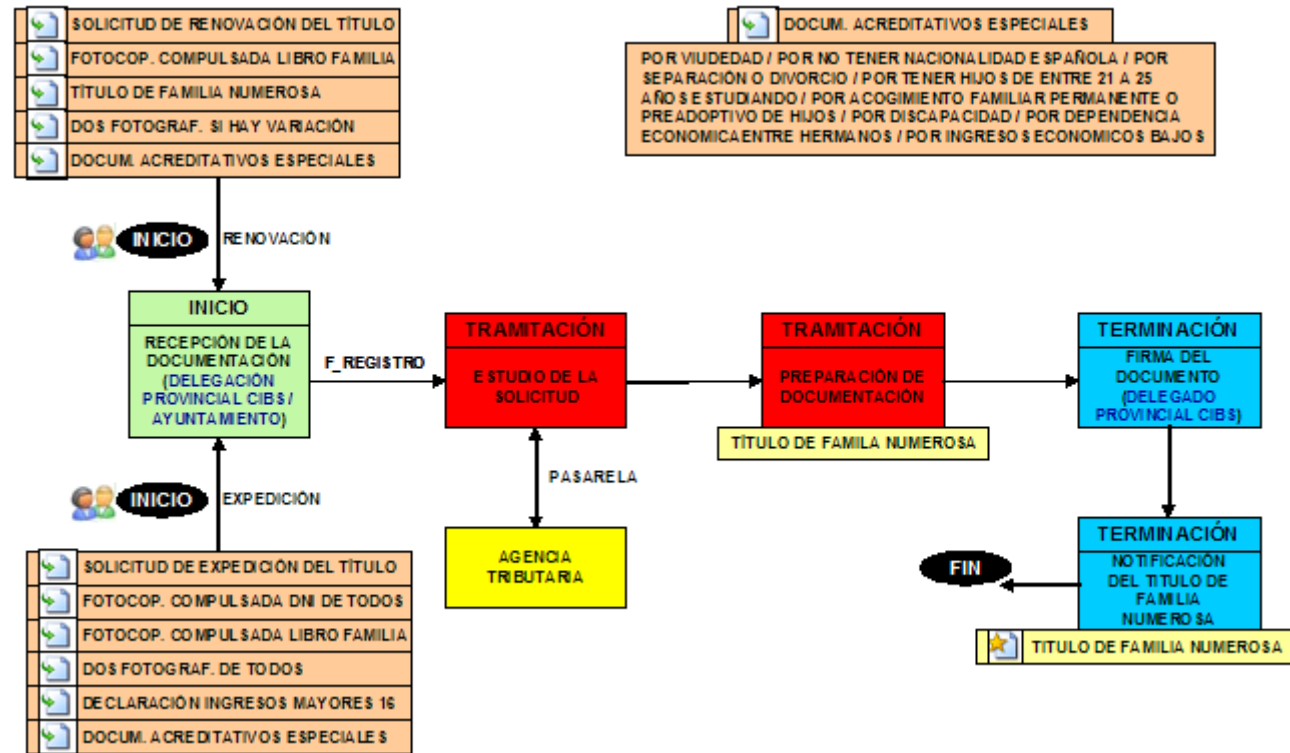 SOLICITUD DE RENOVACIÓN DEL TÍTULO
FOTOCOP. COMPULSADA LIBRO FAMILIA
TÍTULO DE FAMILIA NUMEROSA
DOS FOTOGRAF. SI HAY VARIACIÓN
DOCUM. ACREDITATIVOS ESPECIALES
DOCUM. ACREDITATIVOS ESPECIALES
POR VIUDEDAD / POR NO TENER NACIONALIDAD ESPAÑOLA / POR
SEPARACIÓN O DIVORCIO / POR TENER HIJOS DE ENTRE 21 A 25
AÑOS ESTUDIANDO / POR ACOGIMIENTO FAMILIAR PERMANENTE O
PREADOPTIVO DE HIJOS / POR DISCAPACIDAD / POR DEPENDENCIA
ECONOMICA ENTRE HERMANOS / POR INGRESOS ECONOMICOS BAJOS
INICIO
RENOVACIÓN
INICIO
RECEPCIÓN DE LA
DOCUMENTACIÓN
(DELEGACIÓN
PROVINCIAL CIBS /
AYUNTAMIENTO)
F_REGISTRO
TRAMITACIÓN
ESTUDIO DE LA
SOLICITUD
TRAMITACIÓN
PREPARACIÓN DE
DOCUMENTACIÓN
TÍTULO DE FAMILA NUMEROSA
TERMINACIÓN
FIRMA DEL
DOCUMENTO
(DELEGADO
PROVINCIAL CIBS)
PASARELA
INICIO
EXPEDICIÓN
AGENCIA
TRIBUTARIA
TERMINACIÓN
NOTIFICACIÓN
DEL TITULO DE
FAMILIA
NUMEROSA
FIN
TITULO DE FAMILIA NUMEROSA
SOLICITUD DE EXPEDICIÓN DEL TÍTULO
FOTOCOP. COMPULSADA DNI DE TODOS
FOTOCOP. COMPULSADA LIBRO FAMILIA
DOS FOTOGRAF. DE TODOS
DECLARACIÓN INGRESOS MAYORES 16
DOCUM. ACREDITATIVOS ESPECIALES